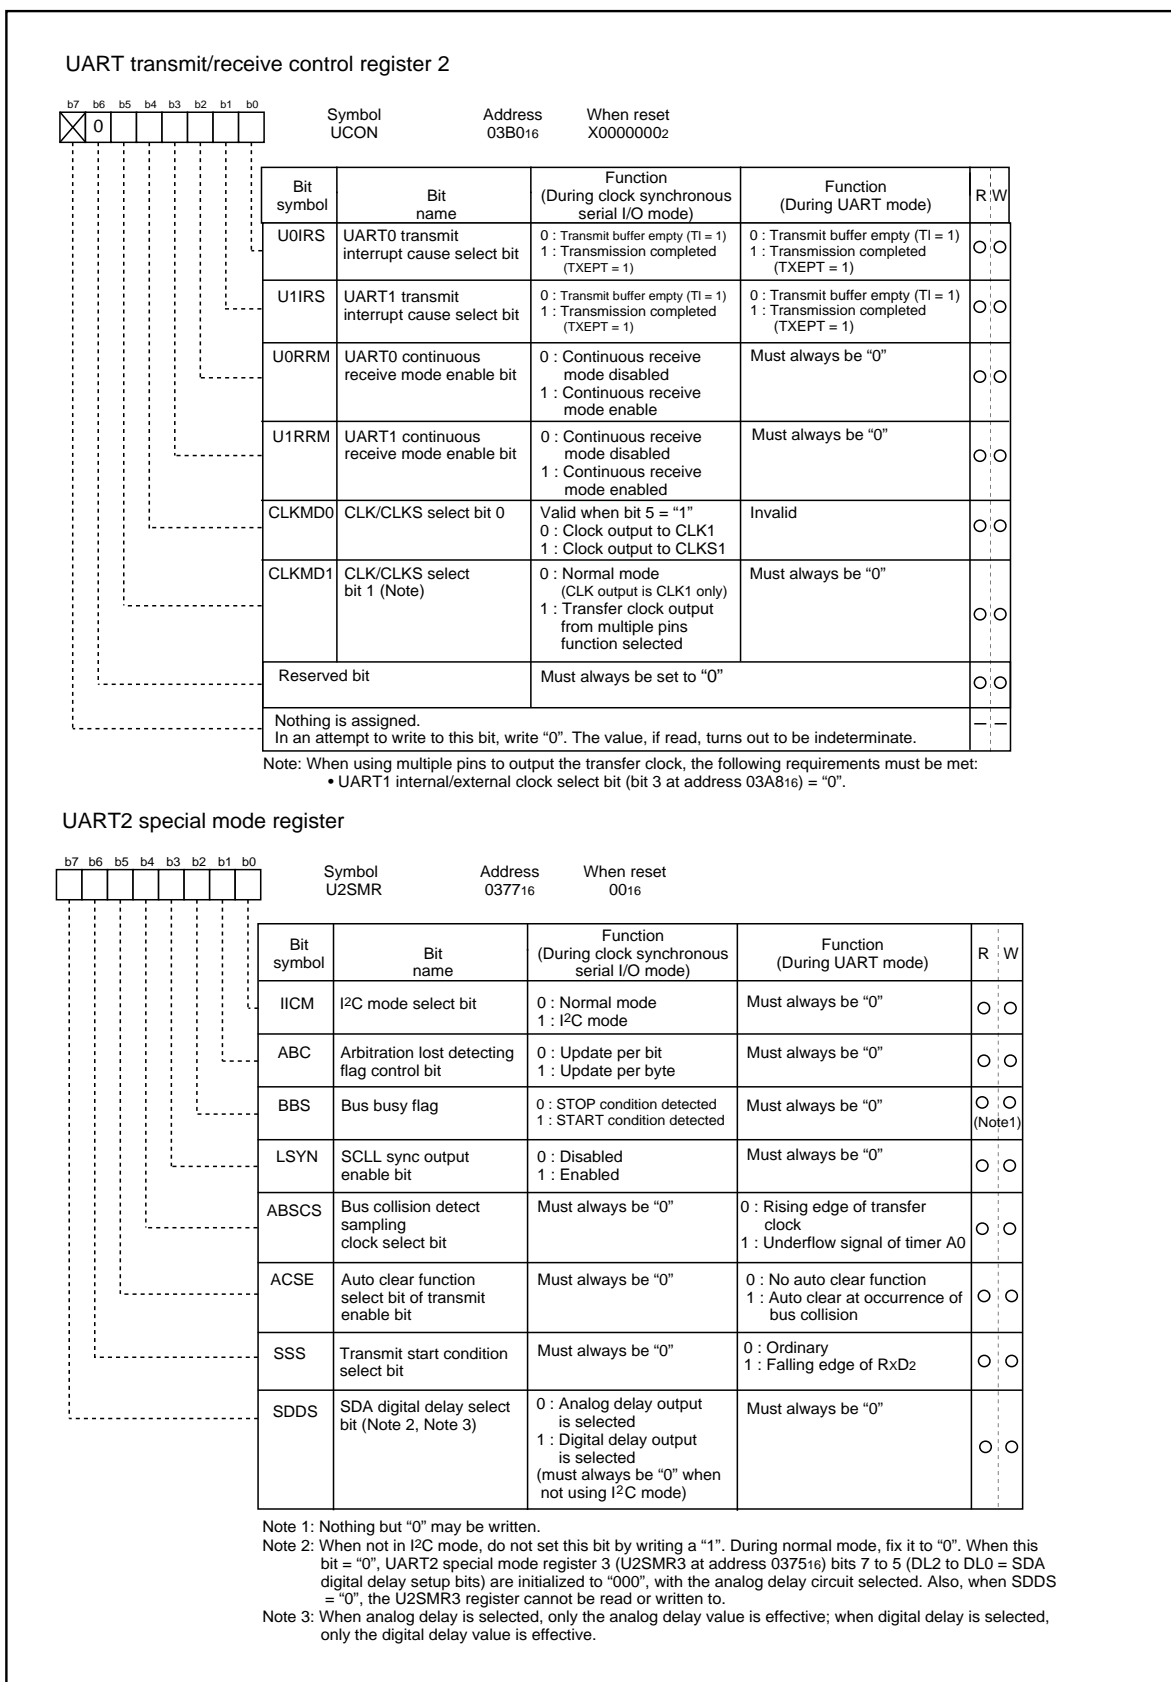 UART transmit/receive control register 2
b7 b6 b5 b4 b3 b2 b1 b0
0
Symbol Address When reset
UCON 03B016 X00000002
Bit symbol Bit name Function (During clock synchronous serial I/O mode) Function (During UART mode) R W
U0IRS UART0 transmit interrupt cause select bit
0 : Transmit buffer empty (TI = 1)
1 : Transmission completed
(TXEPT = 1)
0 : Transmit buffer empty (TI = 1)
1 : Transmission completed
(TXEPT = 1)
U1IRS UART1 transmit interrupt cause select bit
0 : Transmit buffer empty (TI = 1)
1 : Transmission completed
(TXEPT = 1)
0 : Transmit buffer empty (TI = 1)
1 : Transmission completed
(TXEPT = 1)
U0RRM UART0 continuous receive mode enable bit
0 : Continuous receive
mode disabled
1 : Continuous receive
mode enable
Must always be “0”
U1RRM UART1 continuous receive mode enable bit
0 : Continuous receive
mode disabled
1 : Continuous receive
mode enabled
Must always be “0”
CLKMD0 CLK/CLKS select bit 0
Valid when bit 5 = “1”
0 : Clock output to CLK1
1 : Clock output to CLKS1
Invalid
CLKMD1 CLK/CLKS select bit 1 (Note)
0 : Normal mode
(CLK output is CLK1 only)
1 : Transfer clock output
from multiple pins
function selected
Must always be “0”
Reserved bit Must always be set to “0”
Nothing is assigned.
In an attempt to write to this bit, write “0”. The value, if read, turns out to be indeterminate.
– –
Note: When using multiple pins to output the transfer clock, the following requirements must be met:
• UART1 internal/external clock select bit (bit 3 at address 03A816) = “0”.
UART2 special mode register
b7 b6 b5 b4 b3 b2 b1 b0
Symbol Address When reset
U2SMR 037716 0016
Bit symbol Bit name Function (During clock synchronous serial I/O mode) Function (During UART mode) R W
IICM I2C mode select bit
0 : Normal mode
1 : I2C mode
Must always be “0”
ABC Arbitration lost detecting flag control bit
0 : Update per bit
1 : Update per byte
Must always be “0”
BBS Bus busy flag
0 : STOP condition detected
1 : START condition detected
Must always be “0”
(Note1)
LSYN SCLL sync output enable bit
0 : Disabled
1 : Enabled
Must always be “0”
ABSCS Bus collision detect sampling clock select bit
Must always be “0”
0 : Rising edge of transfer
clock
1 : Underflow signal of timer A0
ACSE Auto clear function select bit of transmit enable bit
Must always be “0”
0 : No auto clear function
1 : Auto clear at occurrence of
bus collision
SSS Transmit start condition select bit
Must always be “0”
0 : Ordinary
1 : Falling edge of RxD2
SDDS SDA digital delay select bit (Note 2, Note 3)
0 : Analog delay output
is selected
1 : Digital delay output
is selected
(must always be “0” when
not using I2C mode)
Must always be “0”
Note 1: Nothing but “0” may be written.
Note 2: When not in I2C mode, do not set this bit by writing a “1”. During normal mode, fix it to “0”. When this
bit = “0”, UART2 special mode register 3 (U2SMR3 at address 037516) bits 7 to 5 (DL2 to DL0 = SDA
digital delay setup bits) are initialized to “000”, with the analog delay circuit selected. Also, when SDDS
= “0”, the U2SMR3 register cannot be read or written to.
Note 3: When analog delay is selected, only the analog delay value is effective; when digital delay is selected,
only the digital delay value is effective.